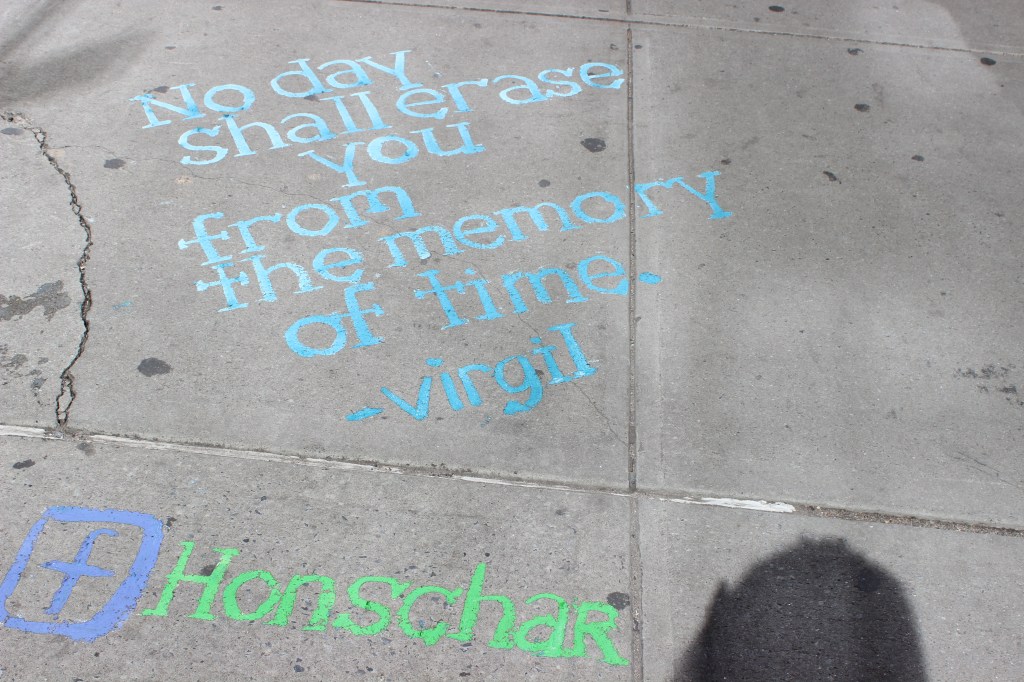 No day
shall erase
you
from
the memory
of time.
-virgil
f Honschar